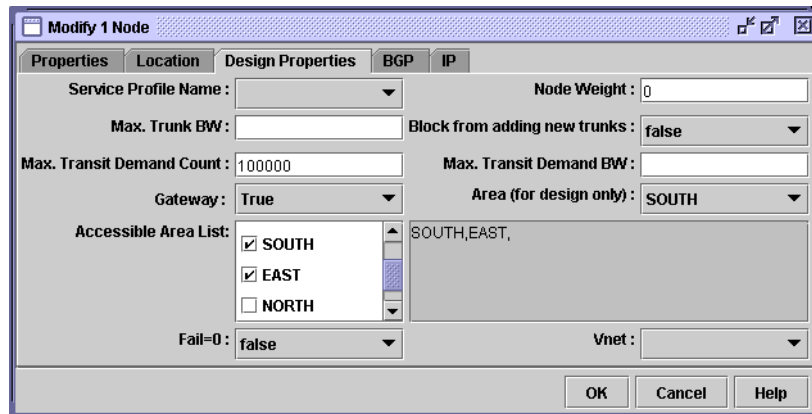 Modify 1 Node
Properties Location Design Properties BGP IP
Service Profile Name : Node Weight : 0
Max. Trunk BW : Block from adding new trunks : false
Max. Transit Demand Count : 100000 Max. Transit Demand BW :
Gateway : True Area (for design only) : SOUTH
Accessible Area List: SOUTH SOUTH,EAST,
EAST
NORTH
Fail=0 : false Vnet :
OK Cancel Help